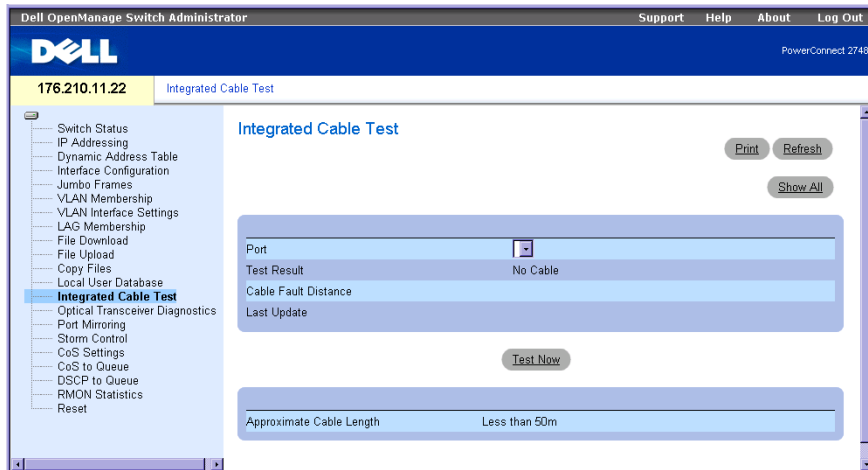 Dell OpenManage Switch Administrator Support Help About Log Out
DELL
PowerConnect 2748
176.210.11.22 Integrated Cable Test
Switch Status
IP Addressing
Dynamic Address Table
Interface Configuration
Jumbo Frames
VLAN Membership
VLAN Interface Settings
LAG Membership
File Download
File Upload
Copy Files
Local User Database
Integrated Cable Test
Optical Transceiver Diagnostics
Port Mirroring
Storm Control
CoS Settings
CoS to Queue
DSCP to Queue
RMON Statistics
Reset
Integrated Cable Test
Print Refresh
Show All
Port
Test Result No Cable
Cable Fault Distance
Last Update
Test Now
Approximate Cable Length Less than 50m